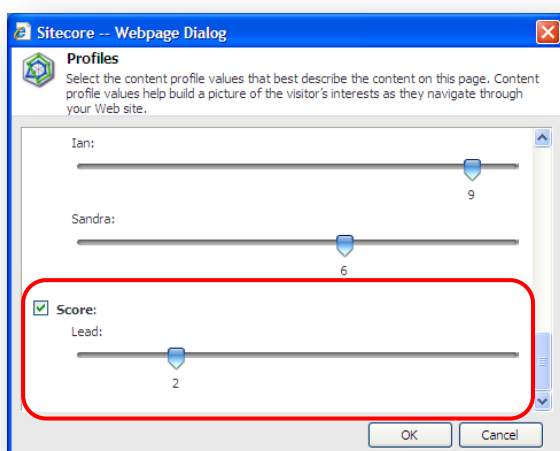 Sitecore -- Webpage Dialog
Profiles
Select the content profile values that best describe the content on this page. Content
profile values help build a picture of the visitor's interests as they navigate through
your Web site.
Ian:
9
Sandra:
6
Score:
Lead:
2
OK
Cancel